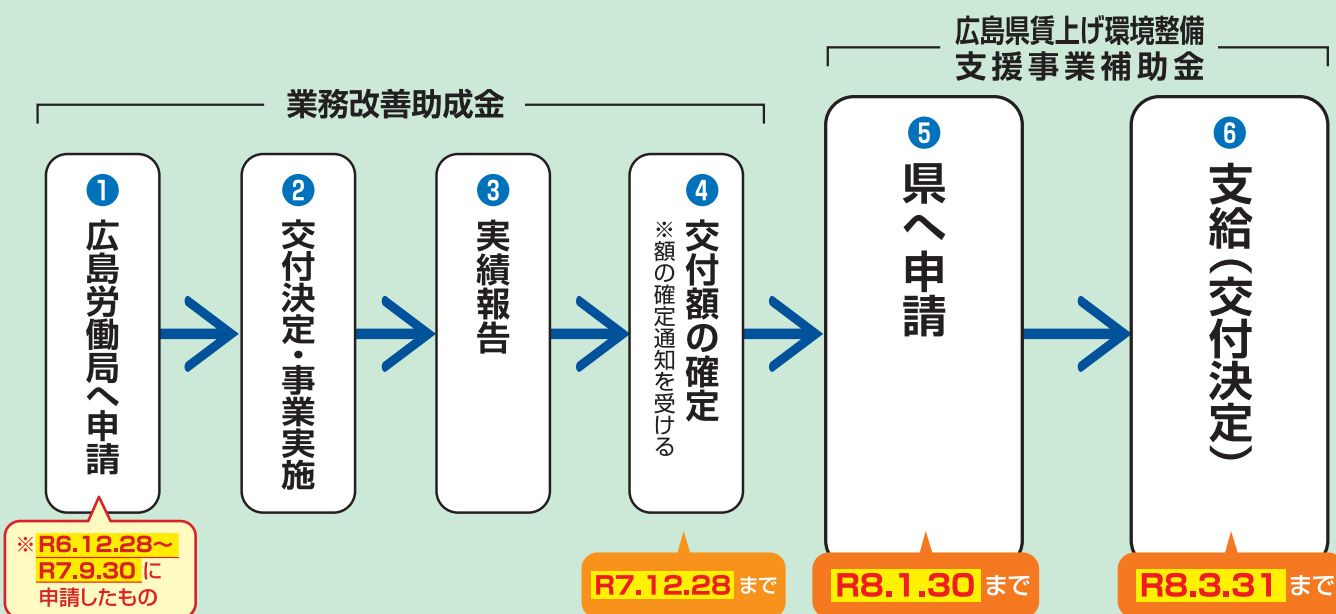 広島県賃上げ環境整備
支援事業補助金
業務改善助成金
❶
広島労働局へ申請
❷
交付決定・事業実施
❸
実績報告
❹
交付額の確定
※額の確定通知を受ける
❺
県へ申請
❻
支給(交付決定)
※R6.12.28〜
R7.9.30に
申請したもの
R7.12.28まで
R8.1.30まで
R8.3.31まで